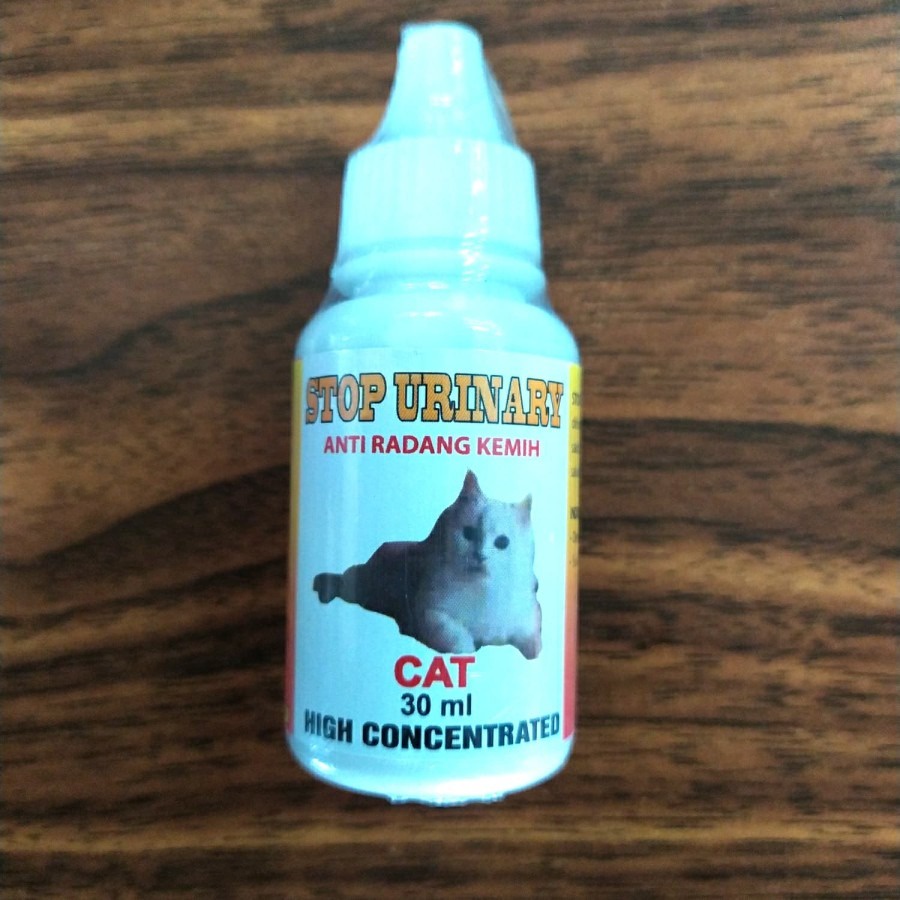 STOP URINARY
ANTI RADANG KEMIH
CAT
30 ml
HIGH CONCENTRATED